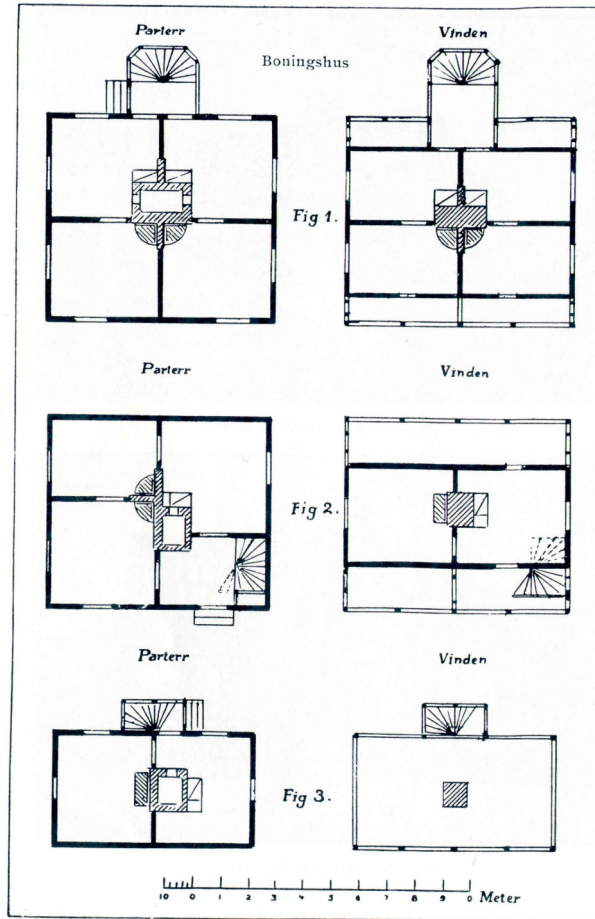 Parterr
Vinden
Boningshus
Fig 1.
Parterr
Vinden
Fig 2.
Parterr
Vinden
Fig 3.
10 0 1 2 3 4 5 6 7 8 9 0 Meter